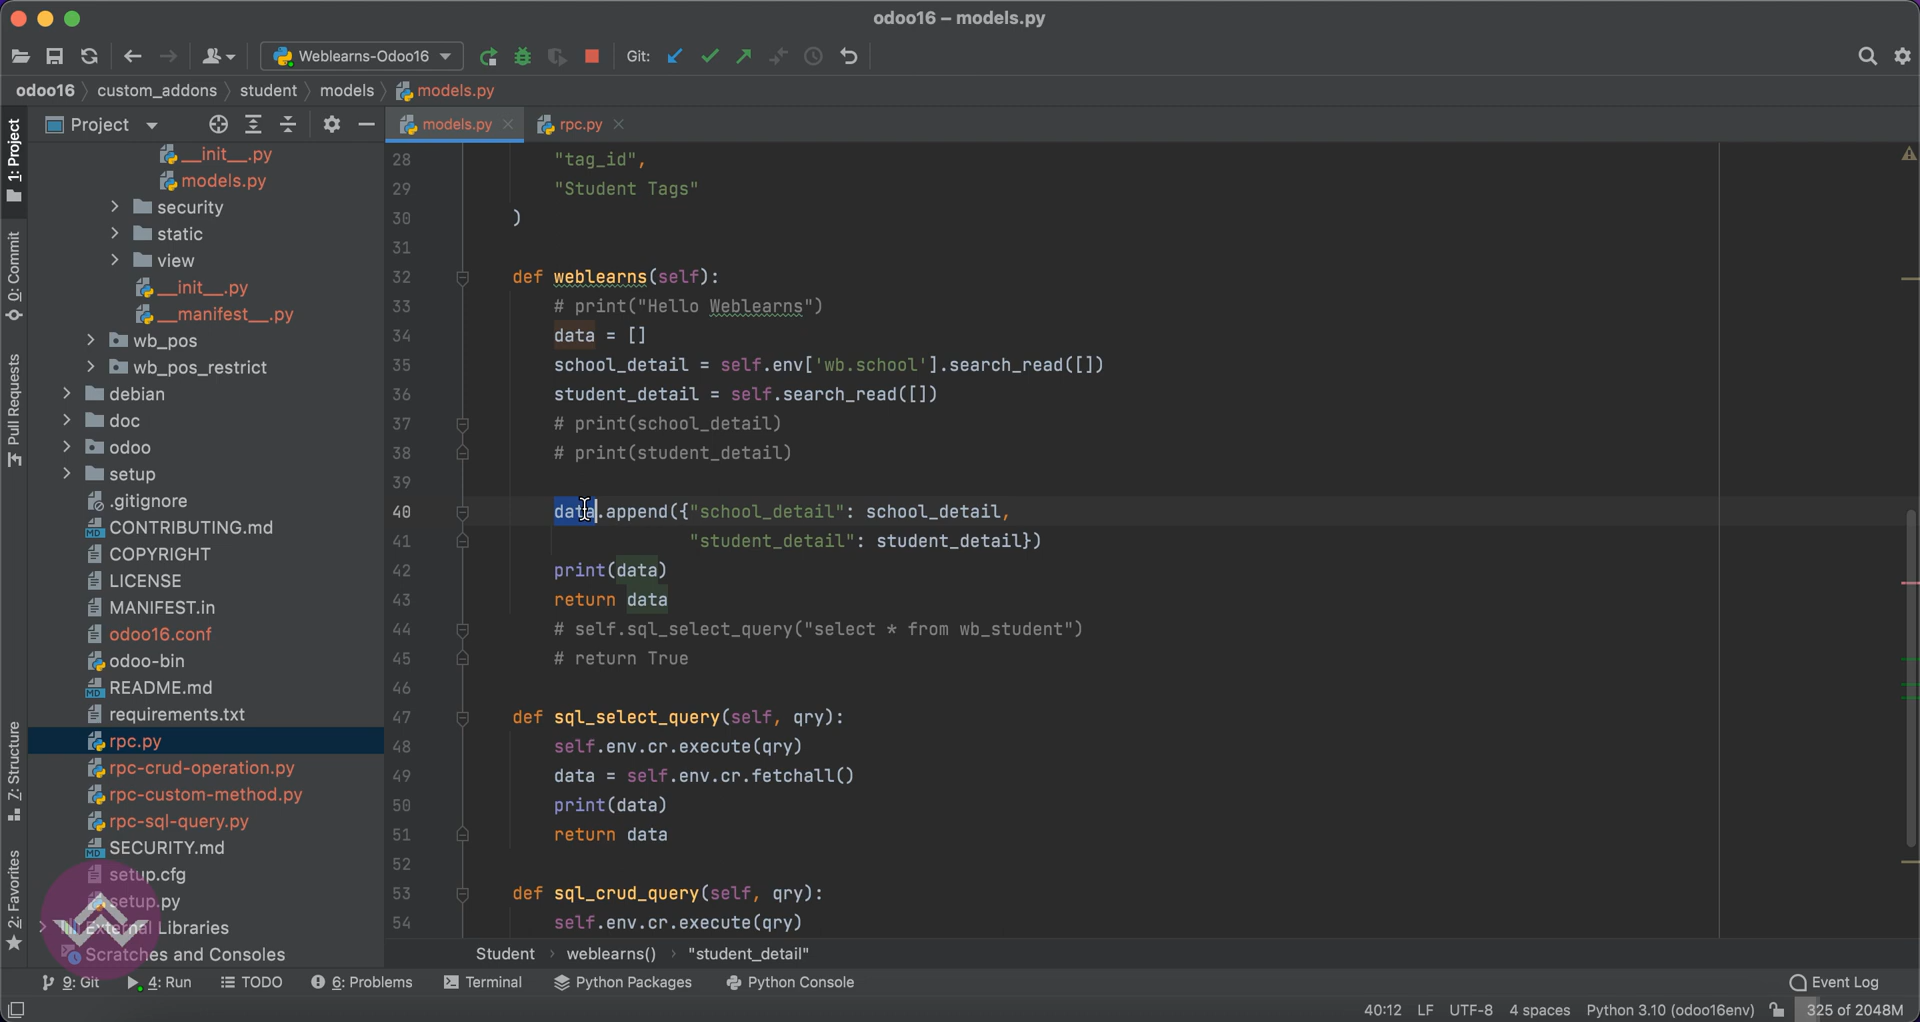 odoo16 – models.py
Weblearns-Odoo16
Git:
odoo16
custom_addons
student
models
models.py
Project
models.py
rpc.py
1: Project
0: Commit
Pull Requests
Z: Structure
2: Favorites
__init__.py
models.py
security
static
view
__init__.py
__manifest__.py
wb_pos
wb_pos_restrict
debian
doc
odoo
setup
.gitignore
CONTRIBUTING.md
COPYRIGHT
LICENSE
MANIFEST.in
odoo16.conf
odoo-bin
README.md
requirements.txt
rpc.py
rpc-crud-operation.py
rpc-custom-method.py
rpc-sql-query.py
SECURITY.md
setup.cfg
setup.py
External Libraries
Scratches and Consoles
28 "tag_id",
29 "Student Tags"
30 )
31
32 def weblearns(self):
33 # print("Hello Weblearns")
34 data = []
35 school_detail = self.env['wb.school'].search_read([])
36 student_detail = self.search_read([])
37 # print(school_detail)
38 # print(student_detail)
39
40 data.append({"school_detail": school_detail,
41 "student_detail": student_detail})
42 print(data)
43 return data
44 # self.sql_select_query("select * from wb_student")
45 # return True
46
47 def sql_select_query(self, qry):
48 self.env.cr.execute(qry)
49 data = self.env.cr.fetchall()
50 print(data)
51 return data
52
53 def sql_crud_query(self, qry):
54 self.env.cr.execute(qry)
Student
weblearns()
"student_detail"
9: Git
4: Run
TODO
6: Problems
Terminal
Python Packages
Python Console
Event Log
40:12
LF
UTF-8
4 spaces
Python 3.10 (odoo16env)
325 of 2048M